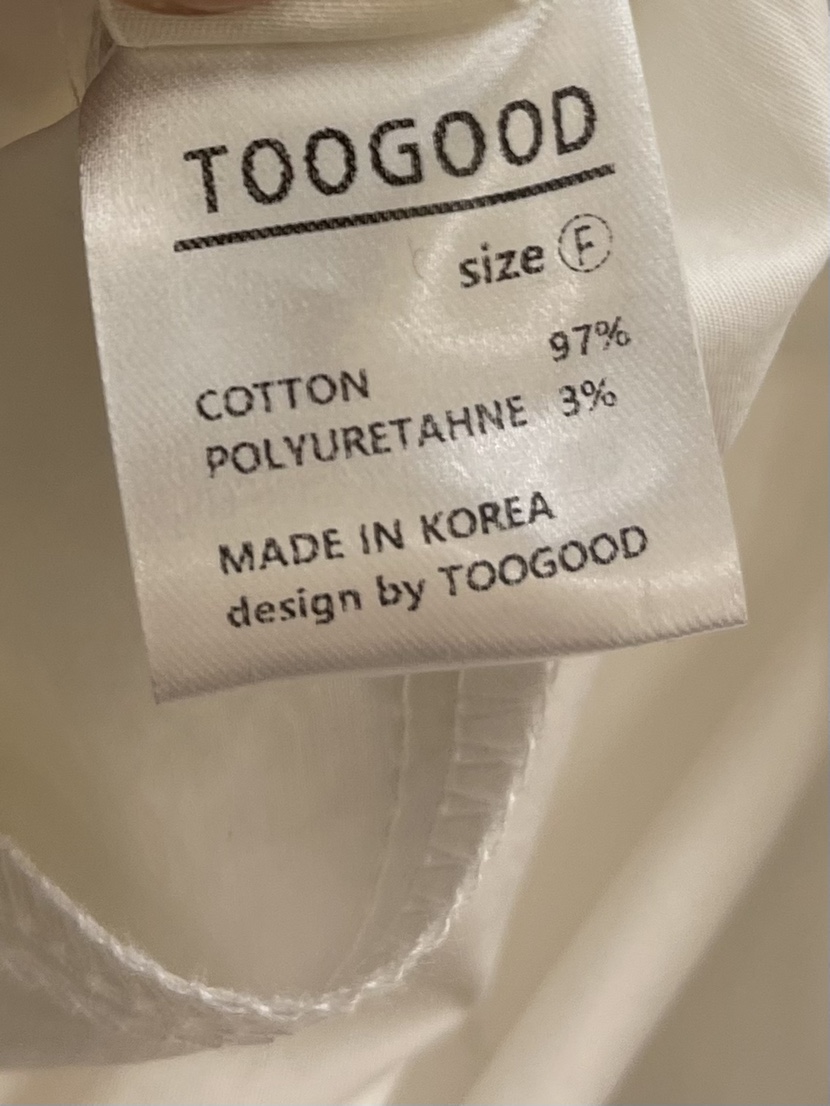 TOOGOOD
size F
COTTON 97%
POLYURETAHNE 3%
MADE IN KOREA
design by TOOGOOD